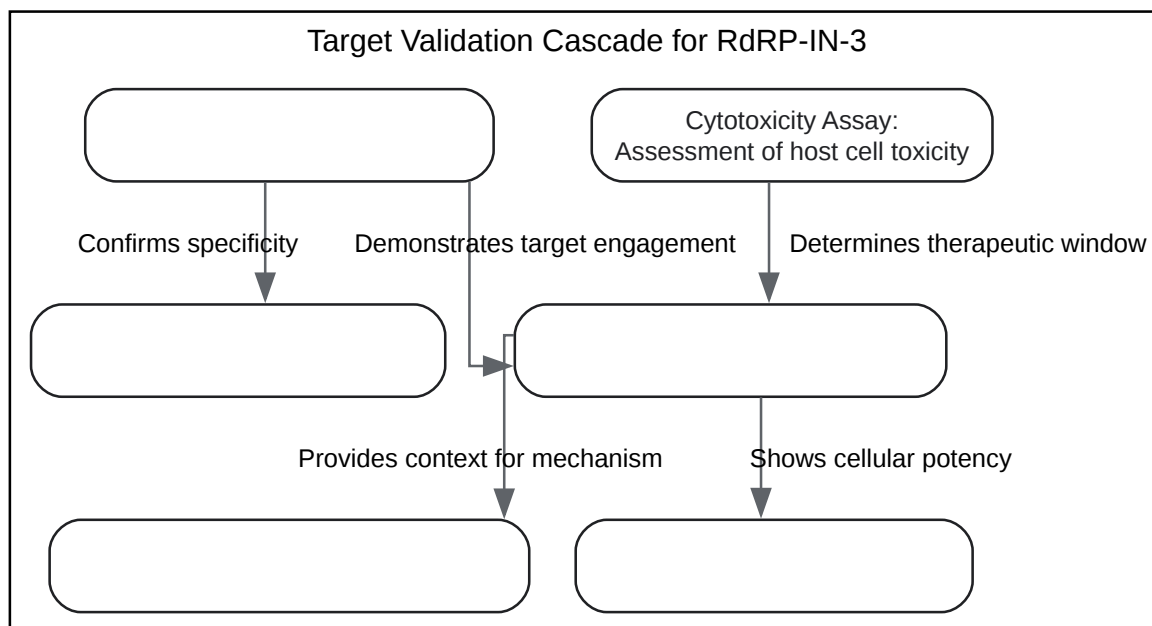 Target Validation Cascade for RdRP-IN-3
Cytotoxicity Assay:
Assessment of host cell toxicity
Confirms specificity
Demonstrates target engagement
Determines therapeutic window
Provides context for mechanism
Shows cellular potency